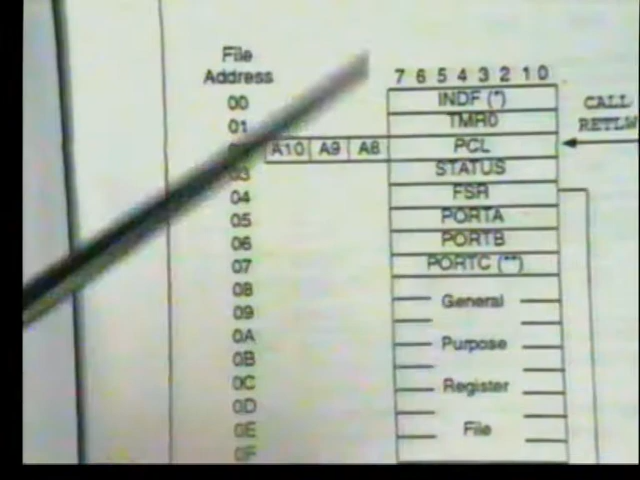 File
Address
7 6 5 4 3 2 1 0
00
INDF (*)
CALL
01
TMR0
RETLW
A10 A9 A8
PCL
03
STATUS
04
FSR
05
PORTA
06
PORTB
07
PORTC (**)
08
General
09
0A
Purpose
0B
0C
Register
0D
0E
File
0F